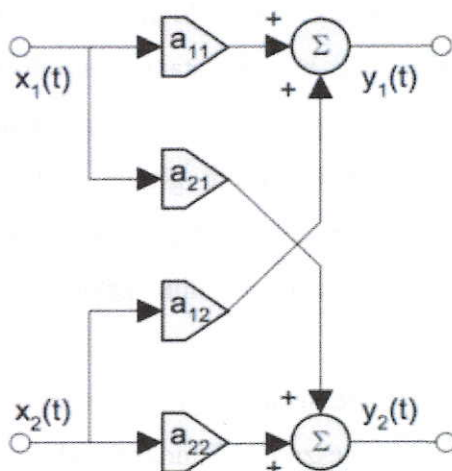 a11 + Σ
x1(t) + y1(t)
a21
a12
x2(t) + y2(t)
a22 + Σ